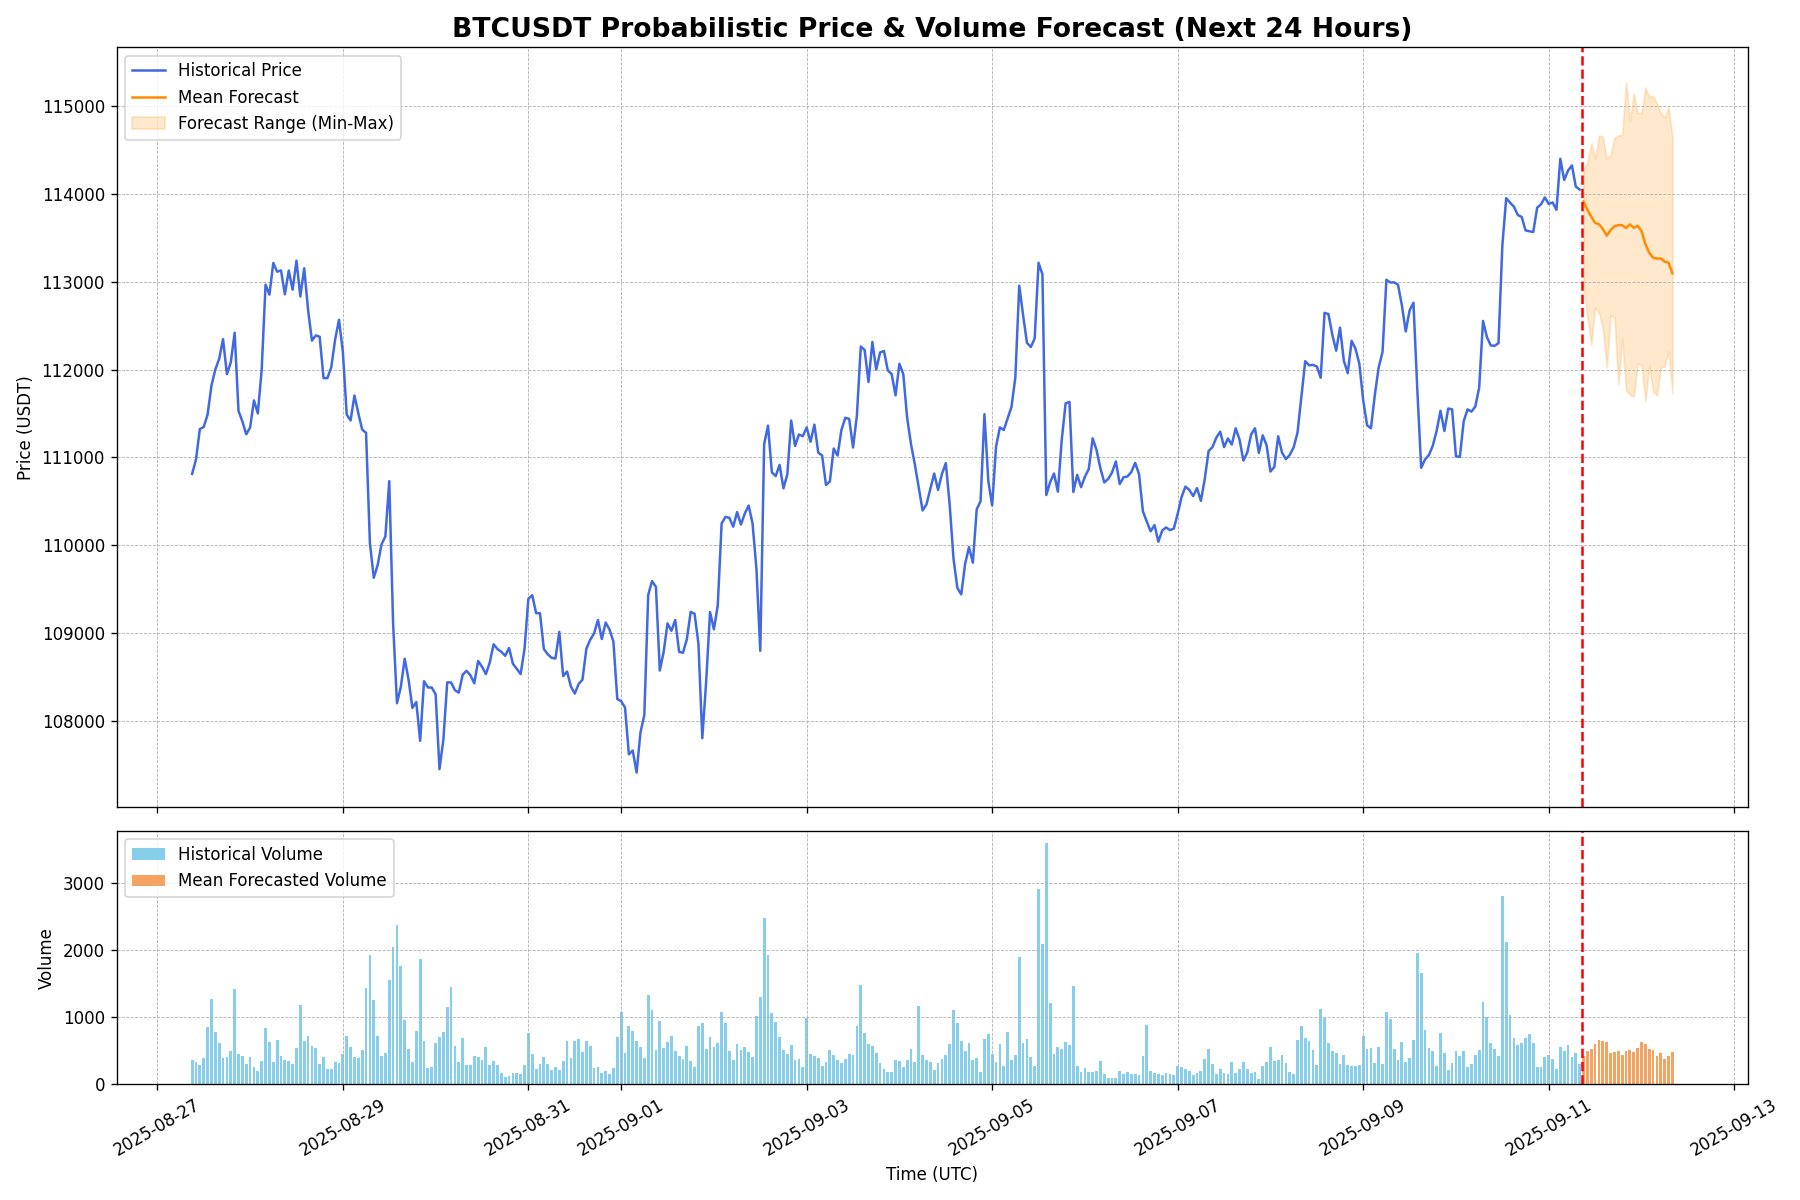 BTCUSDT Probabilistic Price & Volume Forecast (Next 24 Hours)
Historical Price
Mean Forecast
Forecast Range (Min-Max)
Price (USDT)
115000
114000
113000
112000
111000
110000
109000
108000
Historical Volume
Mean Forecasted Volume
Volume
3000
2000
1000
0
2025-08-27
2025-08-29
2025-08-31
2025-09-01
2025-09-03
2025-09-05
2025-09-07
2025-09-09
2025-09-11
2025-09-13
Time (UTC)